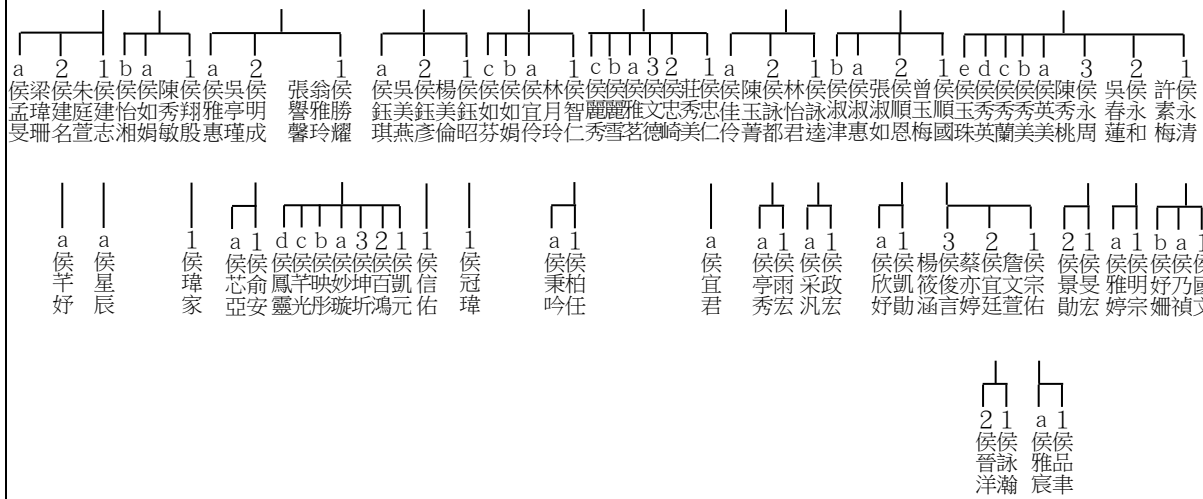 1 侯永清
許素梅
2 侯永和
吳春蓮
3 侯永周
陳秀桃
a 侯英美
b 侯秀美
c 侯秀蘭
d 侯秀英
e 侯玉珠
1 侯順國
曾玉梅
2 侯順恩
張淑如
a 侯淑惠
b 侯淑津
1 侯詠逵
林怡君
2 侯詠都
陳玉菁
a 侯佳伶
1 侯忠仁
莊秀美
2 侯忠崎
3 侯文德
a 侯雅茗
b 侯麗雪
c 侯麗秀
1 侯智仁
林月玲
a 侯宜伶
b 侯如娟
c 侯如芬
1 侯鈺昭
楊美倫
2 侯鈺彥
吳美燕
a 侯鈺琪
1 侯勝耀
翁雅玲
張譽馨
2 侯明成
吳亭瑾
a 侯雅惠
1 侯翔殷
陳秀敏
a 侯如娟
b 侯怡湘
1 侯建志
朱庭萱
2 侯建名
梁瑋珊
a 侯孟旻
1 侯國文
a 侯乃禎
b 侯妤姍
1 侯明宗
a 侯雅婷
1 侯旻宏
2 侯景勛
1 侯宗佑
詹文萱
2 侯宜廷
蔡亦婷
3 侯俊言
楊筱涵
1 侯凱勛
a 侯欣妤
1 侯政宏
a 侯采汎
1 侯雨宏
a 侯亭秀
a 侯宜君
1 侯柏任
a 侯秉吟
1 侯冠瑋
1 侯信佑
1 侯凱元
2 侯百鴻
3 侯坤圻
a 侯妙璇
b 侯映彤
c 侯芊光
d 侯鳳靈
1 侯俞安
a 侯芯亞
1 侯瑋家
a 侯星辰
a 侯芊妤
1 侯品聿
a 侯雅宸
1 侯詠瀚
2 侯晉洋